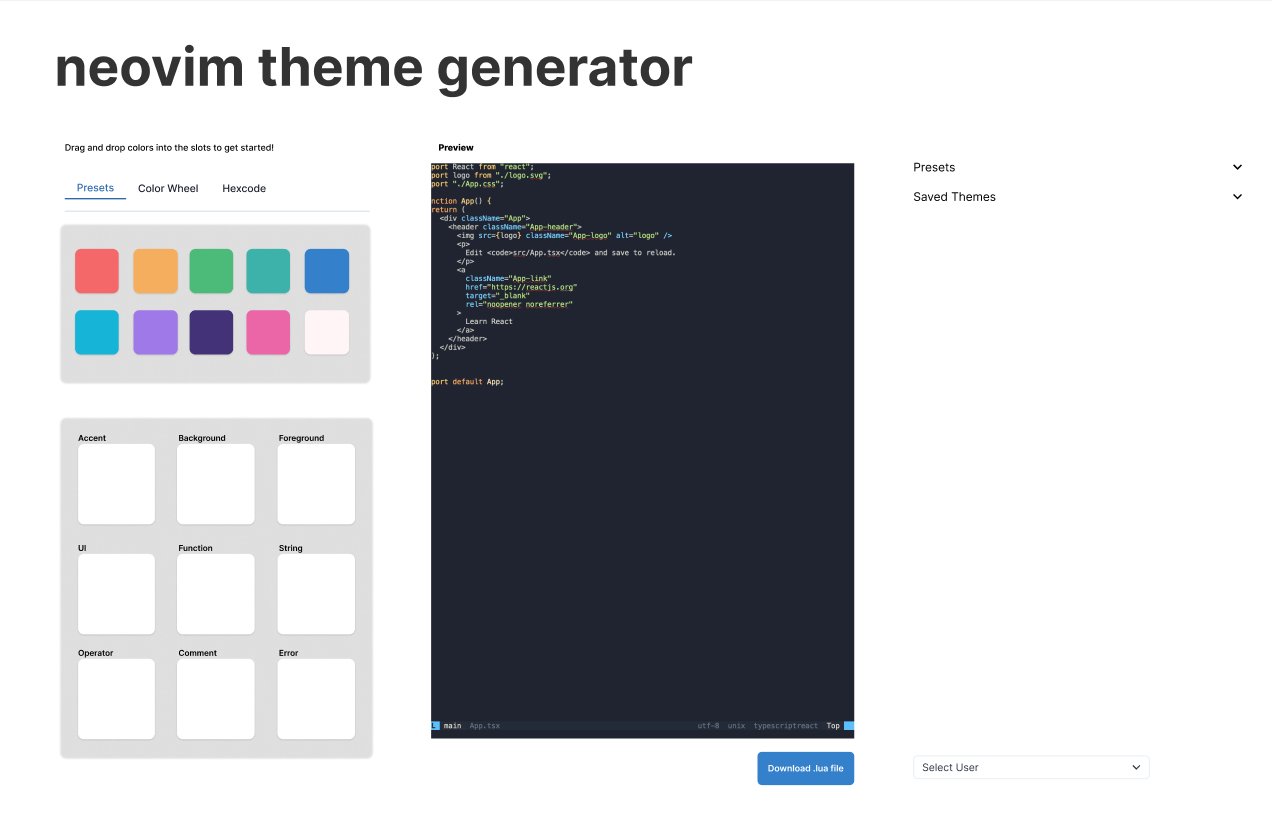 neovim theme generator
Drag and drop colors into the slots to get started!
Presets Color Wheel Hexcode
Accent Background Foreground
UI Function String
Operator Comment Error
Preview
port React from "react";
port logo from "./logo.svg";
port "./App.css";
nction App() {
return (
<div className="App">
<header className="App-header">
<img src={logo} className="App-logo" alt="logo" />
<p>
Edit <code>src/App.tsx</code> and save to reload.
</p>
<a
className="App-link"
href="https://reactjs.org"
target="_blank"
rel="noopener noreferrer"
>
Learn React
</a>
</header>
</div>
);
port default App;
main App.tsx utf-8 unix typescriptreact Top
Download .lua file
Presets
Saved Themes
Select User